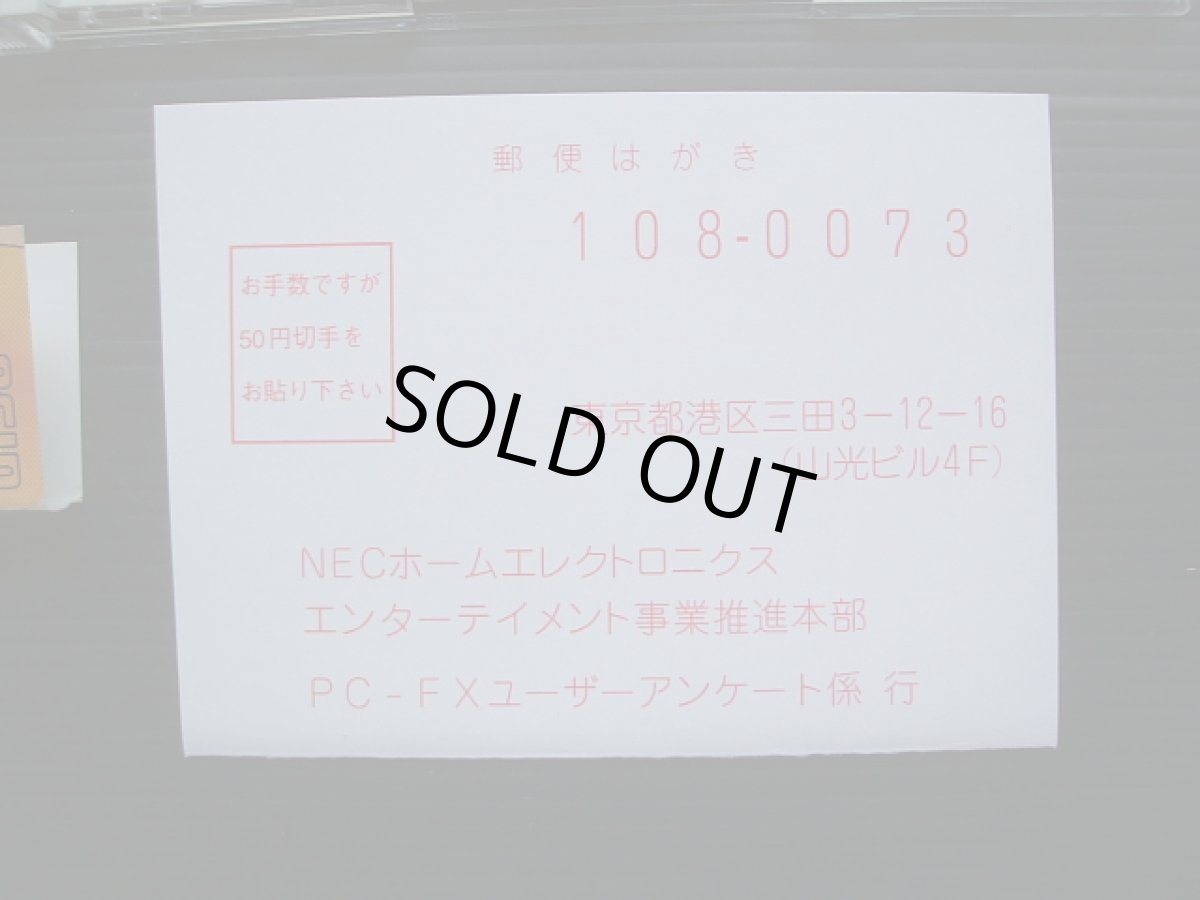 郵便はがき
108-0073
お手数ですが
50円切手を
お貼り下さい
東京都港区三田3−12−16
(山光ビル4F)
SOLD OUT
NECホームエレクトロニクス
エンターテイメント事業推進本部
PC−FXユーザーアンケート係 行